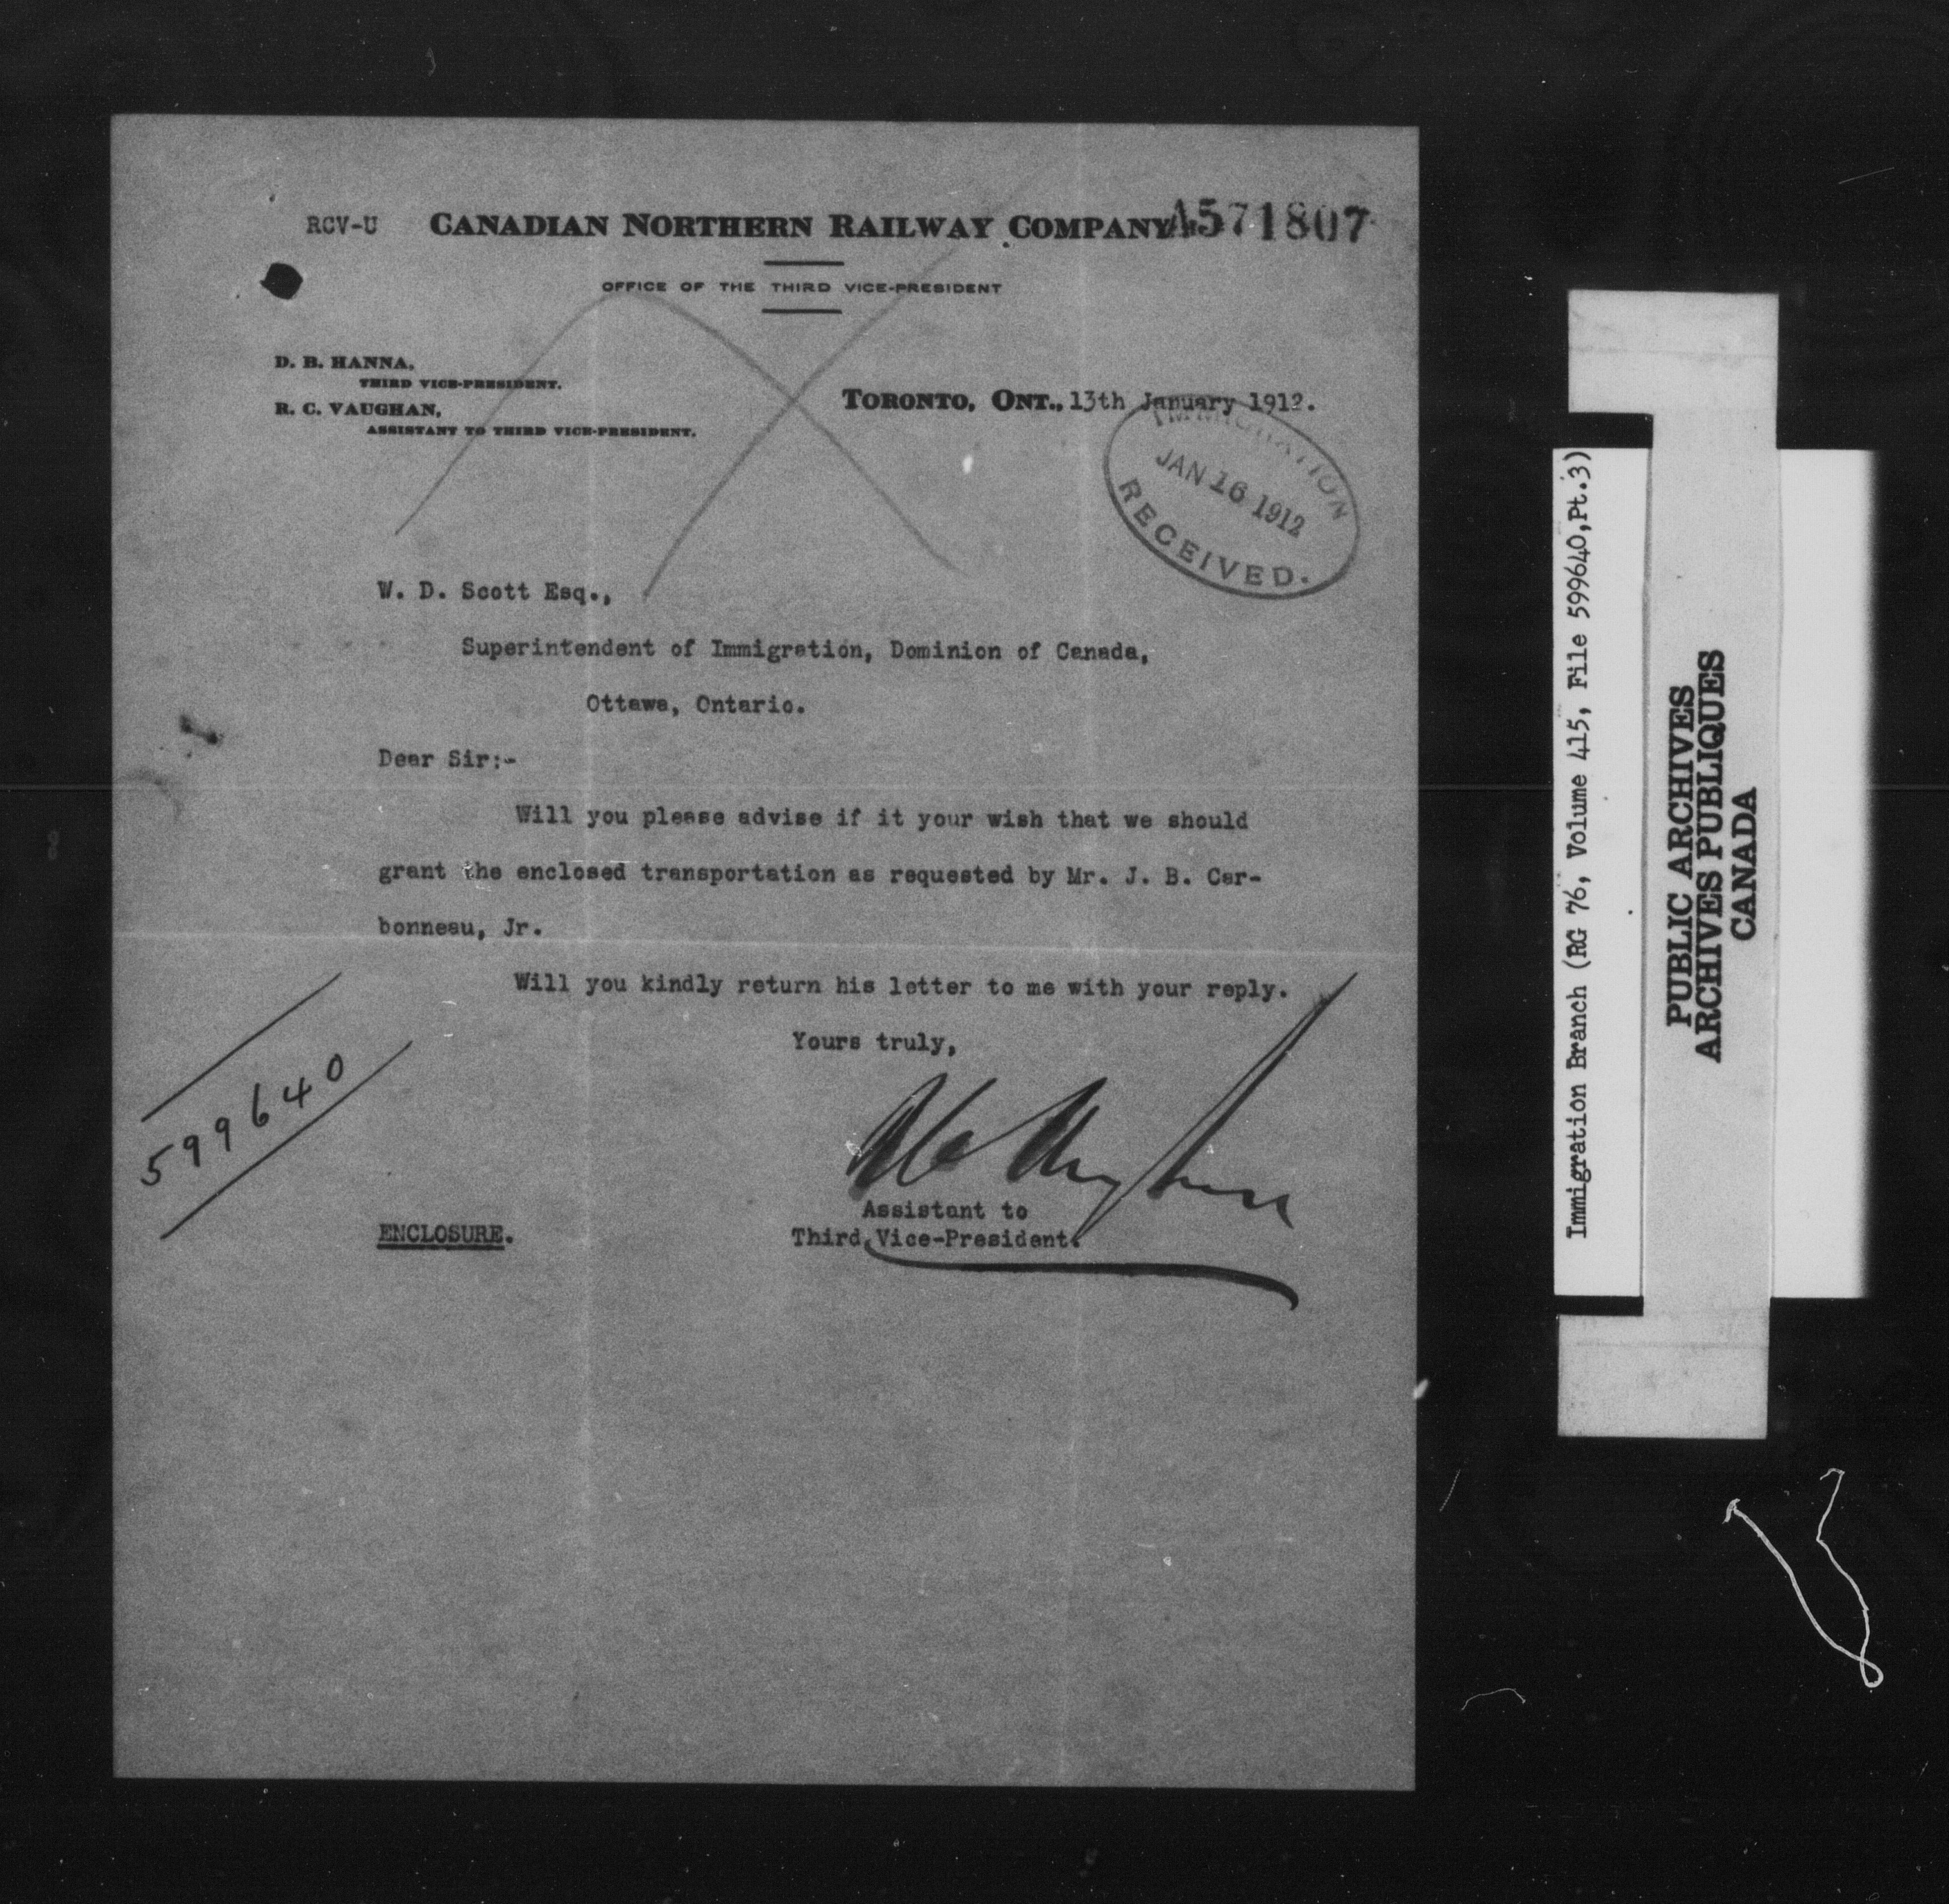 RCV-U CANADIAN NORTHERN RAILWAY COMPANY A571807
OFFICE OF THE THIRD VICE-PRESIDENT
D. B. HANNA,
THIRD VICE-PRESIDENT.
R. C. VAUGHAN,
ASSISTANT TO THIRD VICE-PRESIDENT.
TORONTO, ONT., 13th January 1912.
IMMIGRATION
JAN 16 1912
RECEIVED.
W. D. Scott Esq.,
Superintendent of Immigration, Dominion of Canada,
Ottawa, Ontario.
Dear Sir:-
Will you please advise if it your wish that we should
grant the enclosed transportation as requested by Mr. J. B. Car-
bonneau, Jr.
Will you kindly return his letter to me with your reply.
Yours truly,
599640
Assistant to
Third Vice-President.
ENCLOSURE.
Immigration Branch (RG 76, Volume 415, File 599640,Pt.3)
PUBLIC ARCHIVES
ARCHIVES PUBLIQUES
CANADA